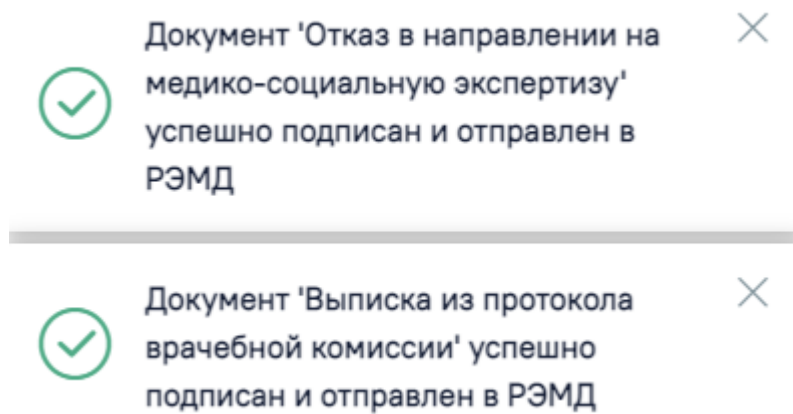 Документ 'Отказ в направлении на
медико-социальную экспертизу'
успешно подписан и отправлен в
РЭМД
Документ 'Выписка из протокола
врачебной комиссии' успешно
подписан и отправлен в РЭМД